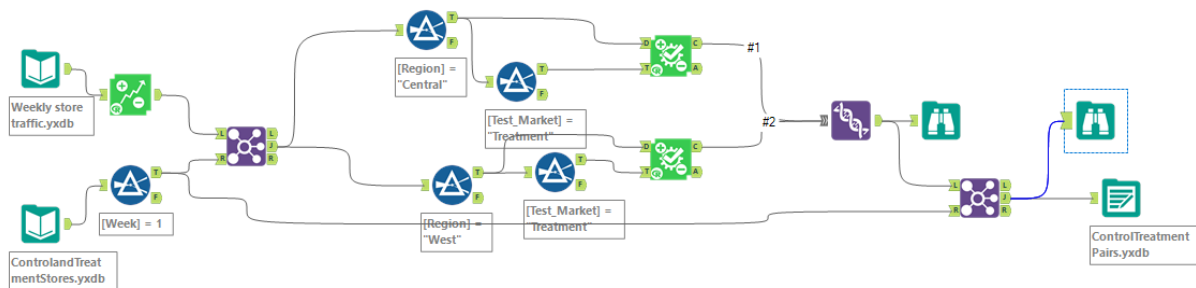 T
F
[Region] =
"Central"
D
T
C
A
#1
Weekly store
traffic.yxdb
T
F
[Test_Market] =
"Treatment"
#2
L
R
L
J
R
D
T
C
A
T
F
[Week] = 1
T
F
[Region] =
"West"
T
F
[Test_Market] =
"Treatment"
L
R
L
J
R
ControlandTreat
mentStores.yxdb
ControlTreatment
Pairs.yxdb